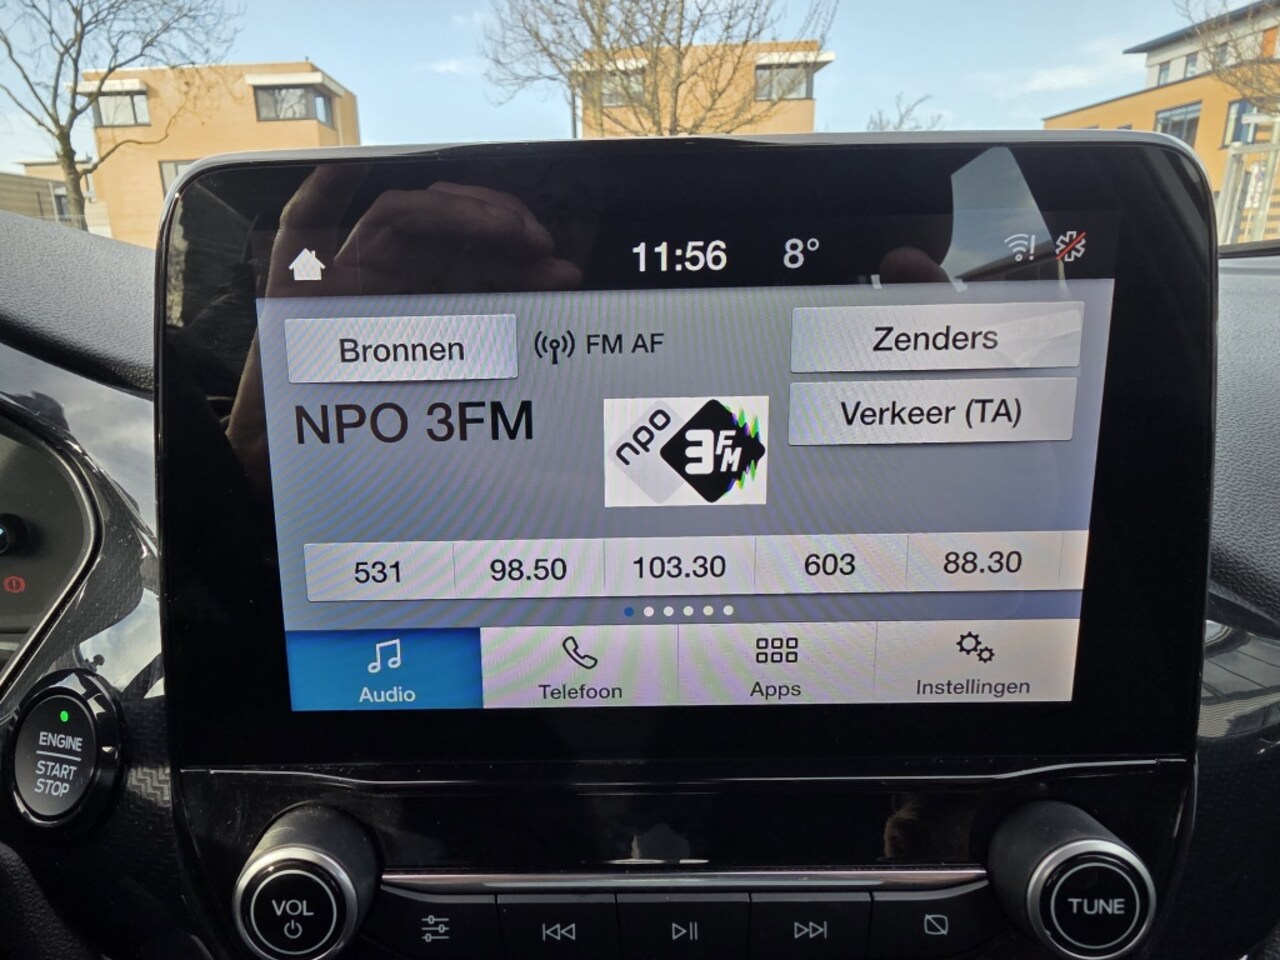 11:56 8°
Bronnen FM AF Zenders
NPO 3FM
npo 3FM
Verkeer (TA)
531 98.50 103.30 603 88.30
Audio Telefoon Apps Instellingen
ENGINE
START
STOP
VOL
TUNE